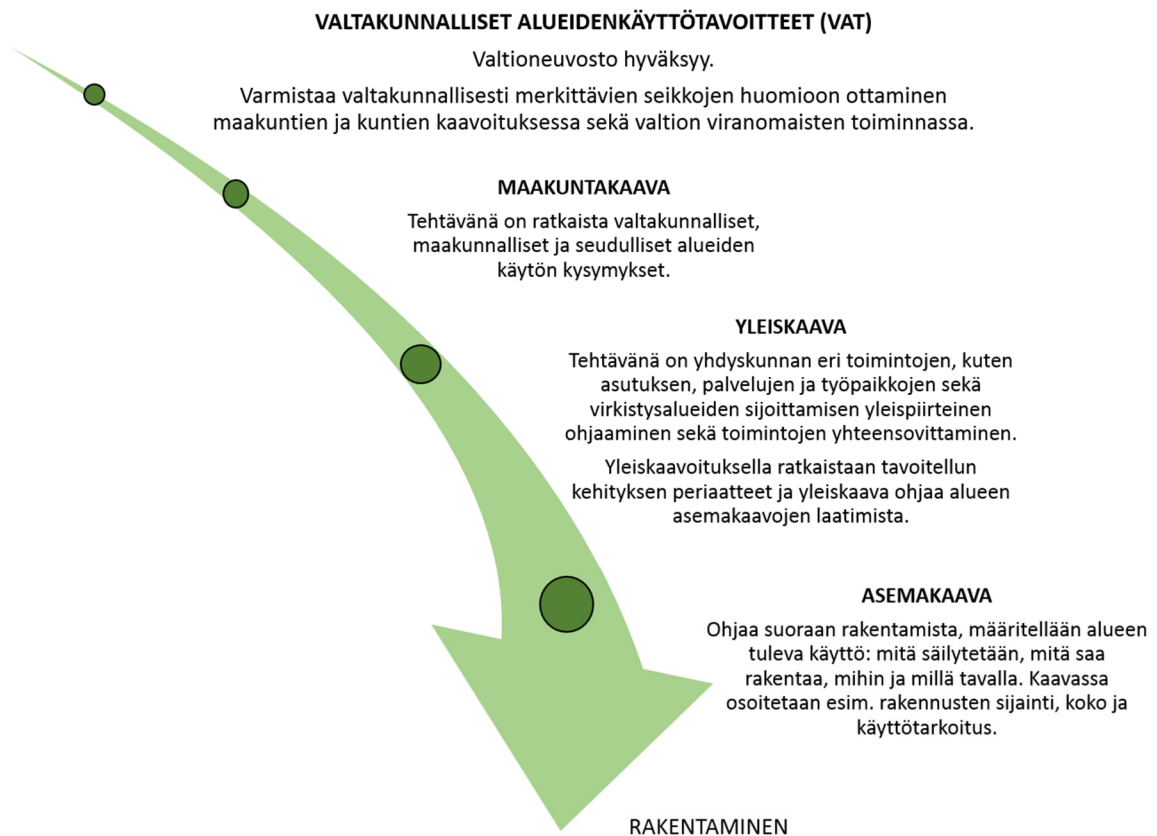 VALTAKUNNALLISET ALUEIDENKÄYTTÖTAVOITTEET (VAT)
Valtioneuvosto hyväksyy.
Varmistaa valtakunnallisesti merkittävien seikkojen huomioon ottaminen
maakuntien ja kuntien kaavoituksessa sekä valtion viranomaisten toiminnassa.
MAAKUNTAKAAVA
Tehtävänä on ratkaista valtakunnalliset,
maakunnalliset ja seudulliset alueiden
käytön kysymykset.
YLEISKAAVA
Tehtävänä on yhdyskunnan eri toimintojen, kuten
asutuksen, palvelujen ja työpaikkojen sekä
virkistysalueiden sijoittamisen yleispiirteinen
ohjaaminen sekä toimintojen yhteensovittaminen.
Yleiskaavoituksella ratkaistaan tavoitellun
kehityksen periaatteet ja yleiskaava ohjaa alueen
asemakaavojen laatimista.
ASEMAKAAVA
Ohjaa suoraan rakentamista, määritellään alueen
tuleva käyttö: mitä säilytetään, mitä saa
rakentaa, mihin ja millä tavalla. Kaavassa
osoitetaan esim. rakennusten sijainti, koko ja
käyttötarkoitus.
RAKENTAMINEN